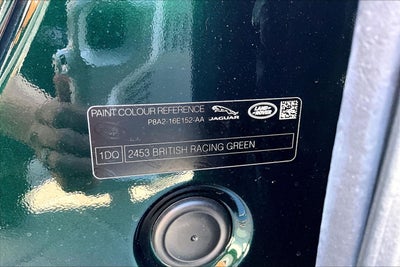 PAINT COLOUR REFERENCE
P8A2-16E152-AA JAGUAR LAND ROVER
1DQ 2453 BRITISH RACING GREEN